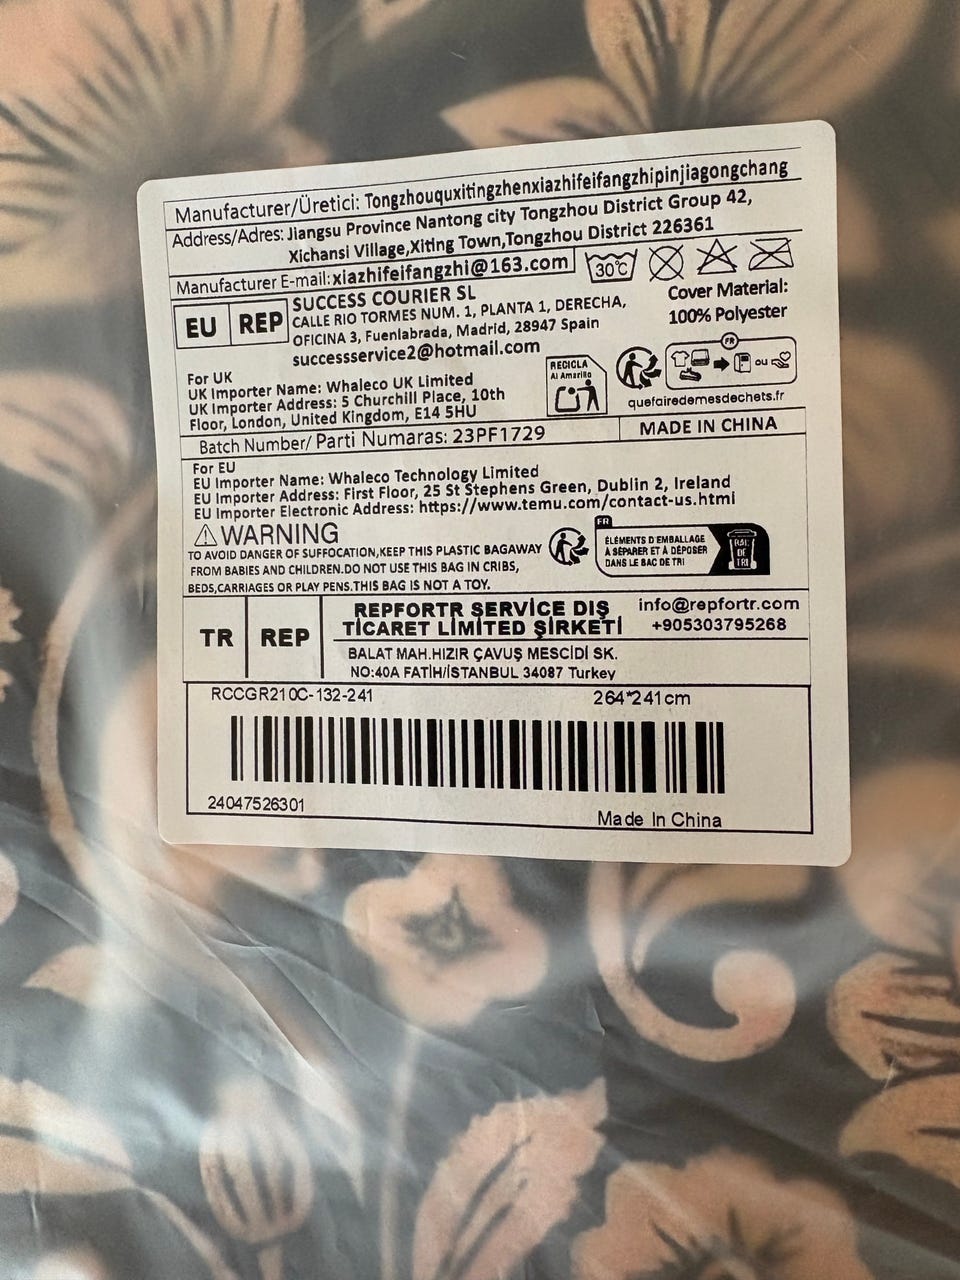 Manufacturer/Üretici: Tongzhouquxitingzhenxiazhifeifangzhipinjiagongchang
Address/Adres: Jiangsu Province Nantong city Tongzhou District Group 42,
Xichansi Village,Xiting Town,Tongzhou District 226361
Manufacturer E-mail: xiazhifeifangzhi@163.com
30℃
EU REP
SUCCESS COURIER SL
CALLE RIO TORMES NUM. 1, PLANTA 1, DERECHA,
OFICINA 3, Fuenlabrada, Madrid, 28947 Spain
successservice2@hotmail.com
Cover Material:
100% Polyester
For UK
UK Importer Name: Whaleco UK Limited
UK Importer Address: 5 Churchill Place, 10th
Floor, London, United Kingdom, E14 5HU
RECICLA
Al Amarillo
FR
ou
quefairedemesdechets.fr
Batch Number/ Parti Numaras: 23PF1729
MADE IN CHINA
For EU
EU Importer Name: Whaleco Technology Limited
EU Importer Address: First Floor, 25 St Stephens Green, Dublin 2, Ireland
EU Importer Electronic Address: https://www.temu.com/contact-us.html
⚠WARNING
TO AVOID DANGER OF SUFFOCATION,KEEP THIS PLASTIC BAGAWAY
FROM BABIES AND CHILDREN.DO NOT USE THIS BAG IN CRIBS,
BEDS,CARRIAGES OR PLAY PENS.THIS BAG IS NOT A TOY.
FR
ÉLÉMENTS D'EMBALLAGE
À SÉPARER ET À DÉPOSER
DANS LE BAC DE TRI
BAC
DE
TRI
TR REP
REPFORTR SERVİCE DIŞ
TİCARET LİMİTED ŞİRKETİ
info@repfortr.com
+905303795268
BALAT MAH.HIZIR ÇAVUŞ MESCİDİ SK.
NO:40A FATİH/İSTANBUL 34087 Turkey
RCCGR210C-132-241
264*241cm
24047526301
Made In China